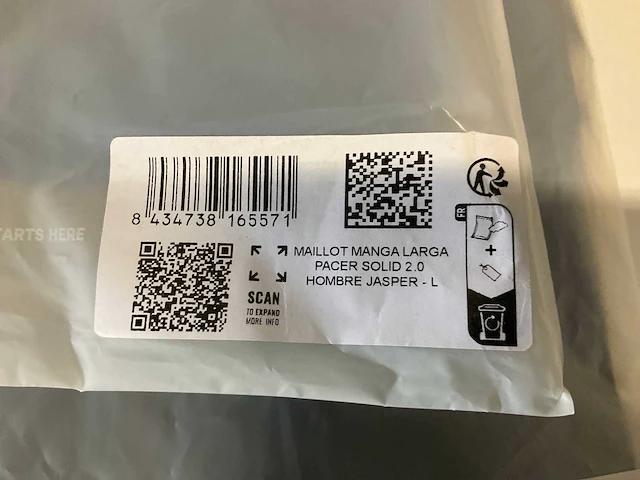 8 434738 165571
MAILLOT MANGA LARGA
PACER SOLID 2.0
HOMBRE JASPER - L
SCAN
TO EXPAND
MORE INFO
FR
+
TARTS HERE